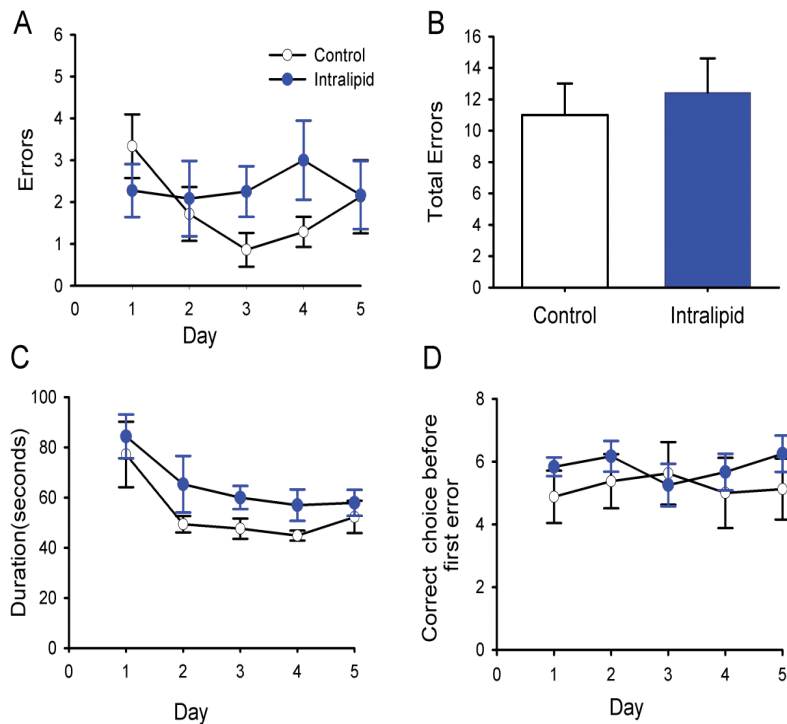 A
Control
Intralipid
6
5
4
3
2
1
0
Errors
0
1
2
3
4
5
Day
B
16
14
12
10
8
6
4
2
0
Total Errors
Control
Intralipid
C
100
80
60
40
20
0
Duration(seconds)
0
1
2
3
4
5
Day
D
8
6
4
2
0
Correct choice before
first error
0
1
2
3
4
5
Day